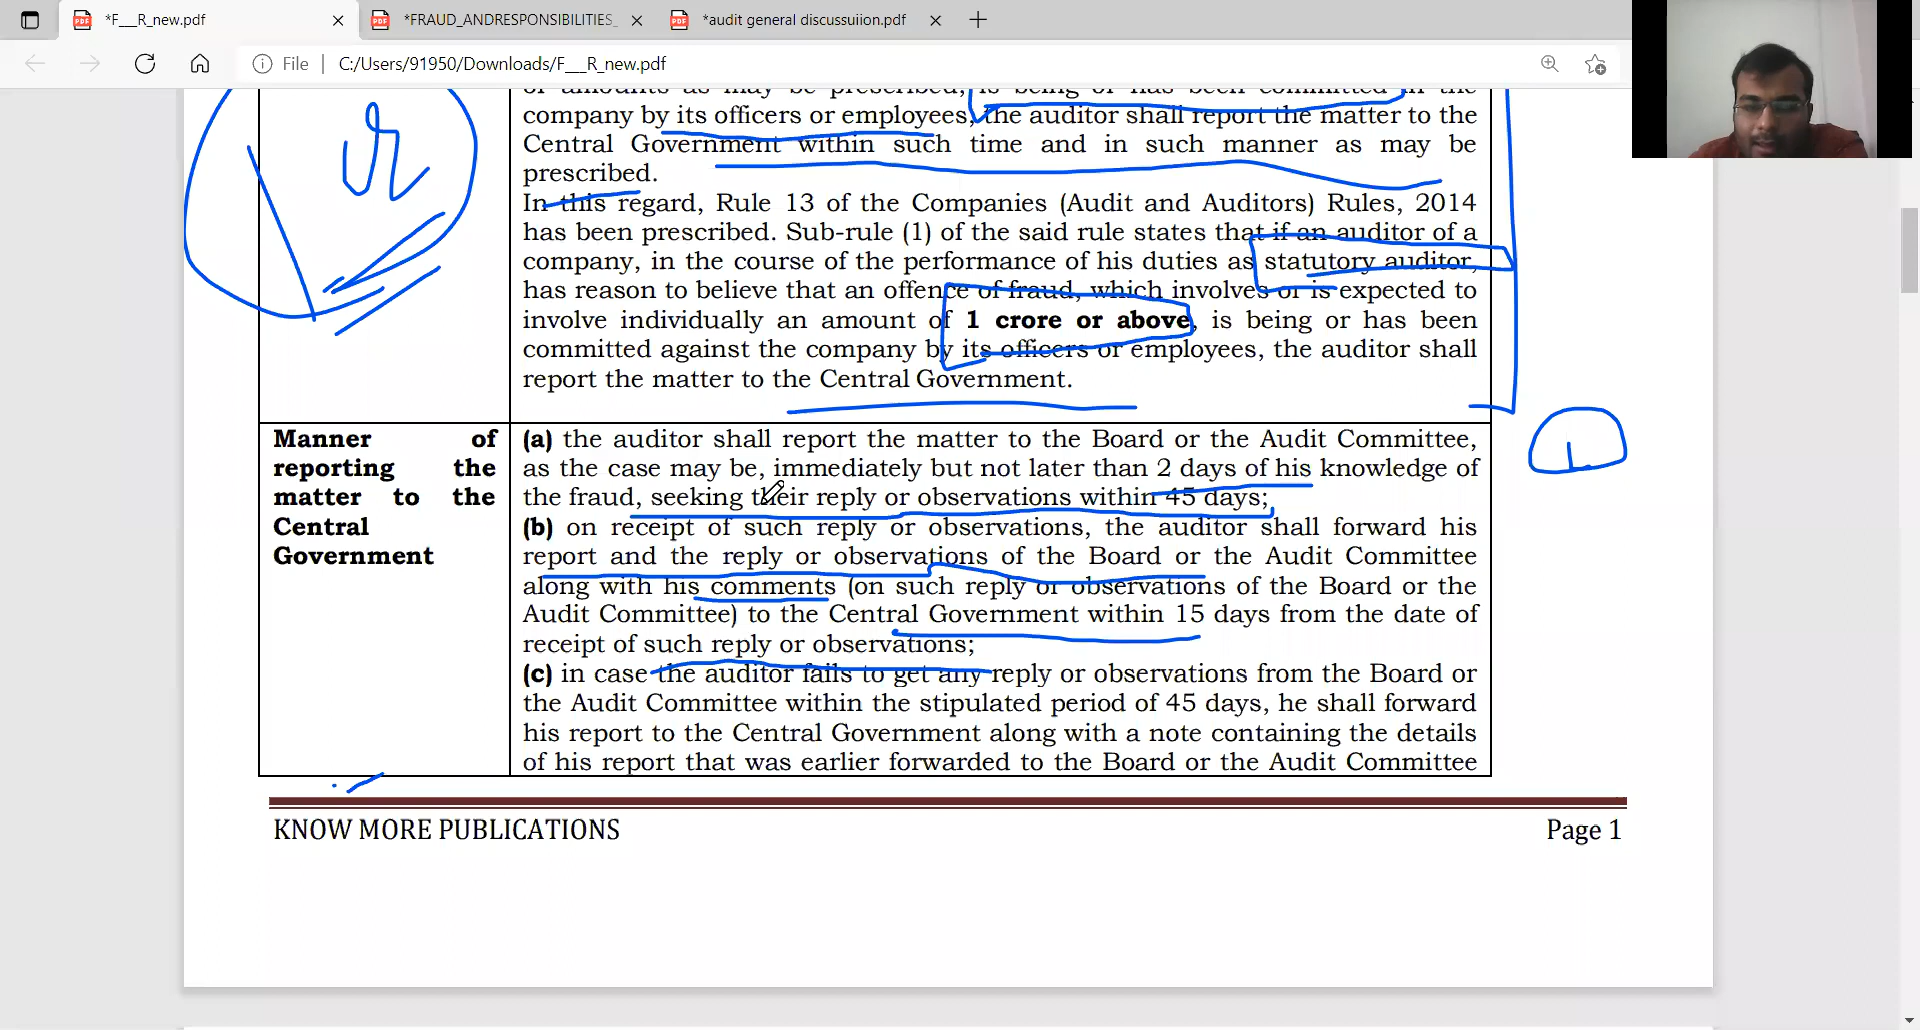 *F__R_new.pdf
*FRAUD_ANDRESPONSIBILITIES_
*audit general discussuiion.pdf
File | C:/Users/91950/Downloads/F___R_new.pdf
of amounts as may be prescribed, is being or has been committed in the
company by its officers or employees, the auditor shall report the matter to the
Central Government within such time and in such manner as may be
prescribed.
In this regard, Rule 13 of the Companies (Audit and Auditors) Rules, 2014
has been prescribed. Sub-rule (1) of the said rule states that if an auditor of a
company, in the course of the performance of his duties as statutory auditor,
has reason to believe that an offence of fraud, which involves or is expected to
involve individually an amount of 1 crore or above, is being or has been
committed against the company by its officers or employees, the auditor shall
report the matter to the Central Government.
Manner of
reporting the
matter to the
Central
Government
(a) the auditor shall report the matter to the Board or the Audit Committee,
as the case may be, immediately but not later than 2 days of his knowledge of
the fraud, seeking their reply or observations within 45 days;
(b) on receipt of such reply or observations, the auditor shall forward his
report and the reply or observations of the Board or the Audit Committee
along with his comments (on such reply or observations of the Board or the
Audit Committee) to the Central Government within 15 days from the date of
receipt of such reply or observations;
(c) in case the auditor fails to get any reply or observations from the Board or
the Audit Committee within the stipulated period of 45 days, he shall forward
his report to the Central Government along with a note containing the details
of his report that was earlier forwarded to the Board or the Audit Committee
KNOW MORE PUBLICATIONS
Page 1